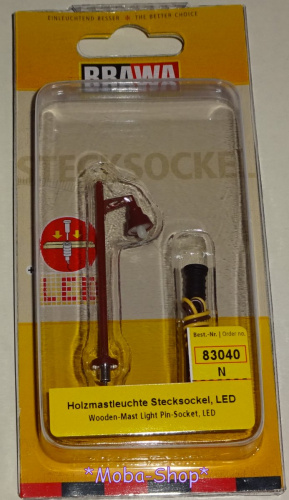 EINLEUCHTEND BESSER • THE BETTER CHOICE
BRAWA
STECKSOCKEL
LED
Best.-Nr. | Order no.
83040
N
Holzmastleuchte Stecksockel, LED
Wooden-Mast Light Pin-Socket, LED
*Moba-Shop*